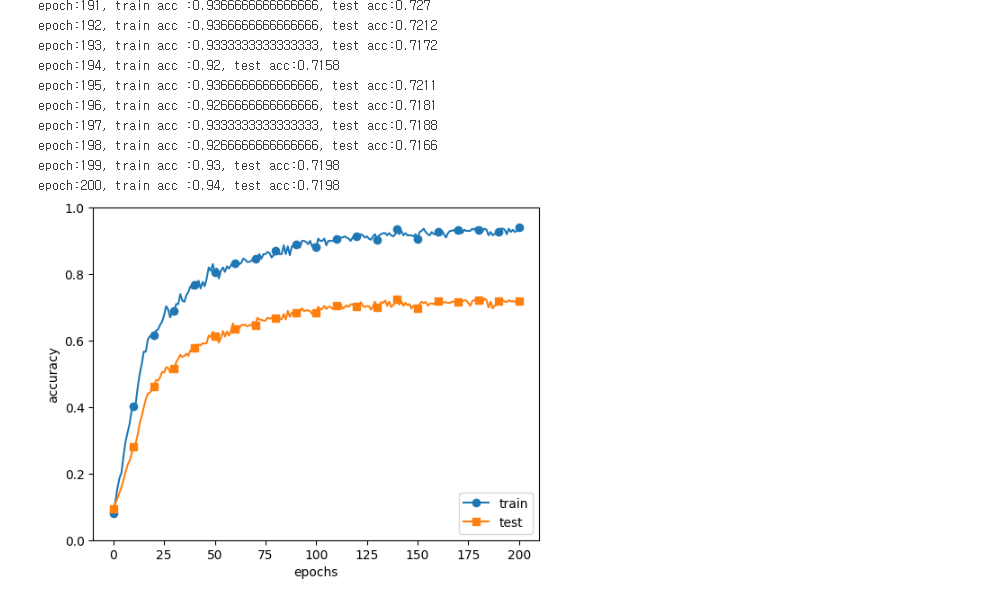 epoch:191, train acc :0.9366666666666666, test acc:0.727
epoch:192, train acc :0.9366666666666666, test acc:0.7212
epoch:193, train acc :0.9333333333333333, test acc:0.7172
epoch:194, train acc :0.92, test acc:0.7158
epoch:195, train acc :0.9366666666666666, test acc:0.7211
epoch:196, train acc :0.9266666666666666, test acc:0.7181
epoch:197, train acc :0.9333333333333333, test acc:0.7188
epoch:198, train acc :0.9266666666666666, test acc:0.7166
epoch:199, train acc :0.93, test acc:0.7198
epoch:200, train acc :0.94, test acc:0.7198
1.0
0.8
0.6
0.4
0.2
0.0
accuracy
train
test
0 25 50 75 100 125 150 175 200
epochs